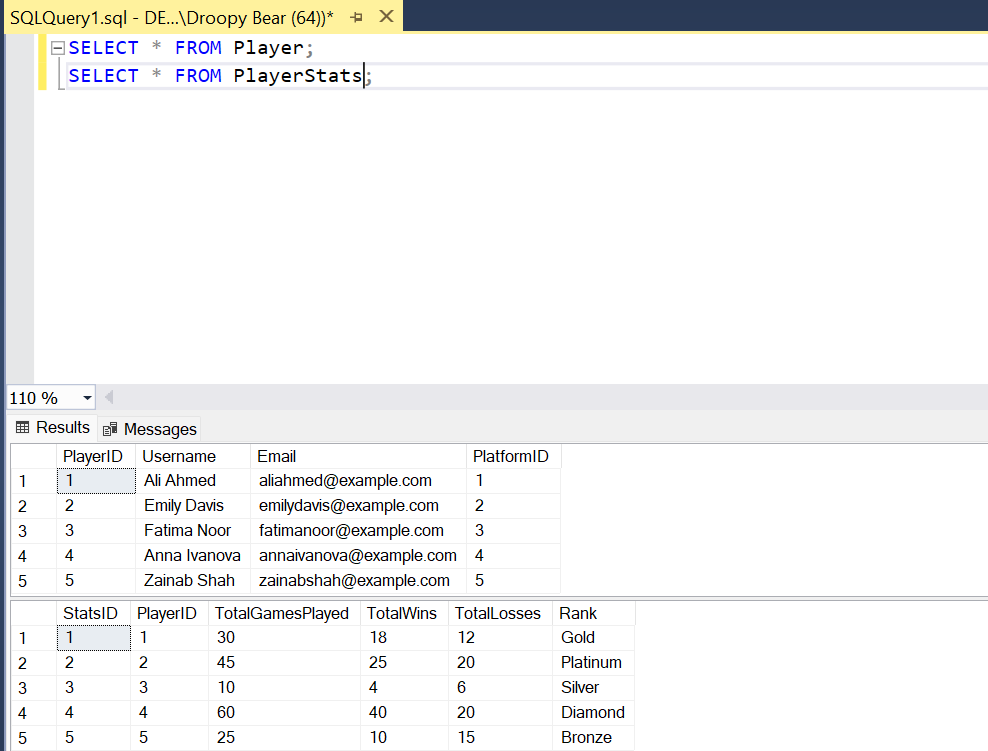 SQLQuery1.sql - DE...\Droopy Bear (64))*
SELECT * FROM Player;
SELECT * FROM PlayerStats;
110 %
Results Messages
PlayerID Username Email PlatformID
1 1 Ali Ahmed aliahmed@example.com 1
2 2 Emily Davis emilydavis@example.com 2
3 3 Fatima Noor fatimanoor@example.com 3
4 4 Anna Ivanova annaivanova@example.com 4
5 5 Zainab Shah zainabshah@example.com 5
StatsID PlayerID TotalGamesPlayed TotalWins TotalLosses Rank
1 1 1 30 18 12 Gold
2 2 2 45 25 20 Platinum
3 3 3 10 4 6 Silver
4 4 4 60 40 20 Diamond
5 5 5 25 10 15 Bronze